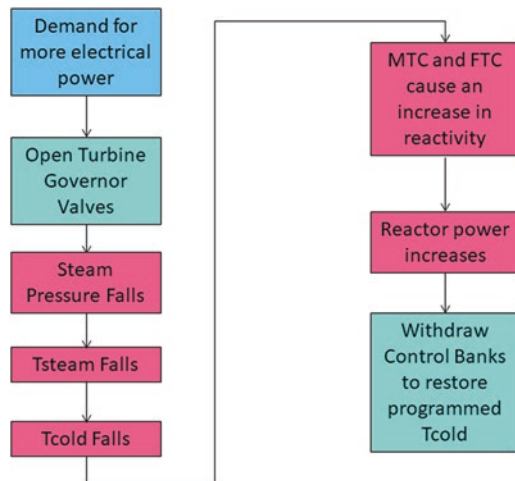 Demand for
more electrical
power
Open Turbine
Governor
Valves
Steam
Pressure Falls
Tsteam Falls
Tcold Falls
MTC and FTC
cause an
increase in
reactivity
Reactor power
increases
Withdraw
Control Banks
to restore
programmed
Tcold